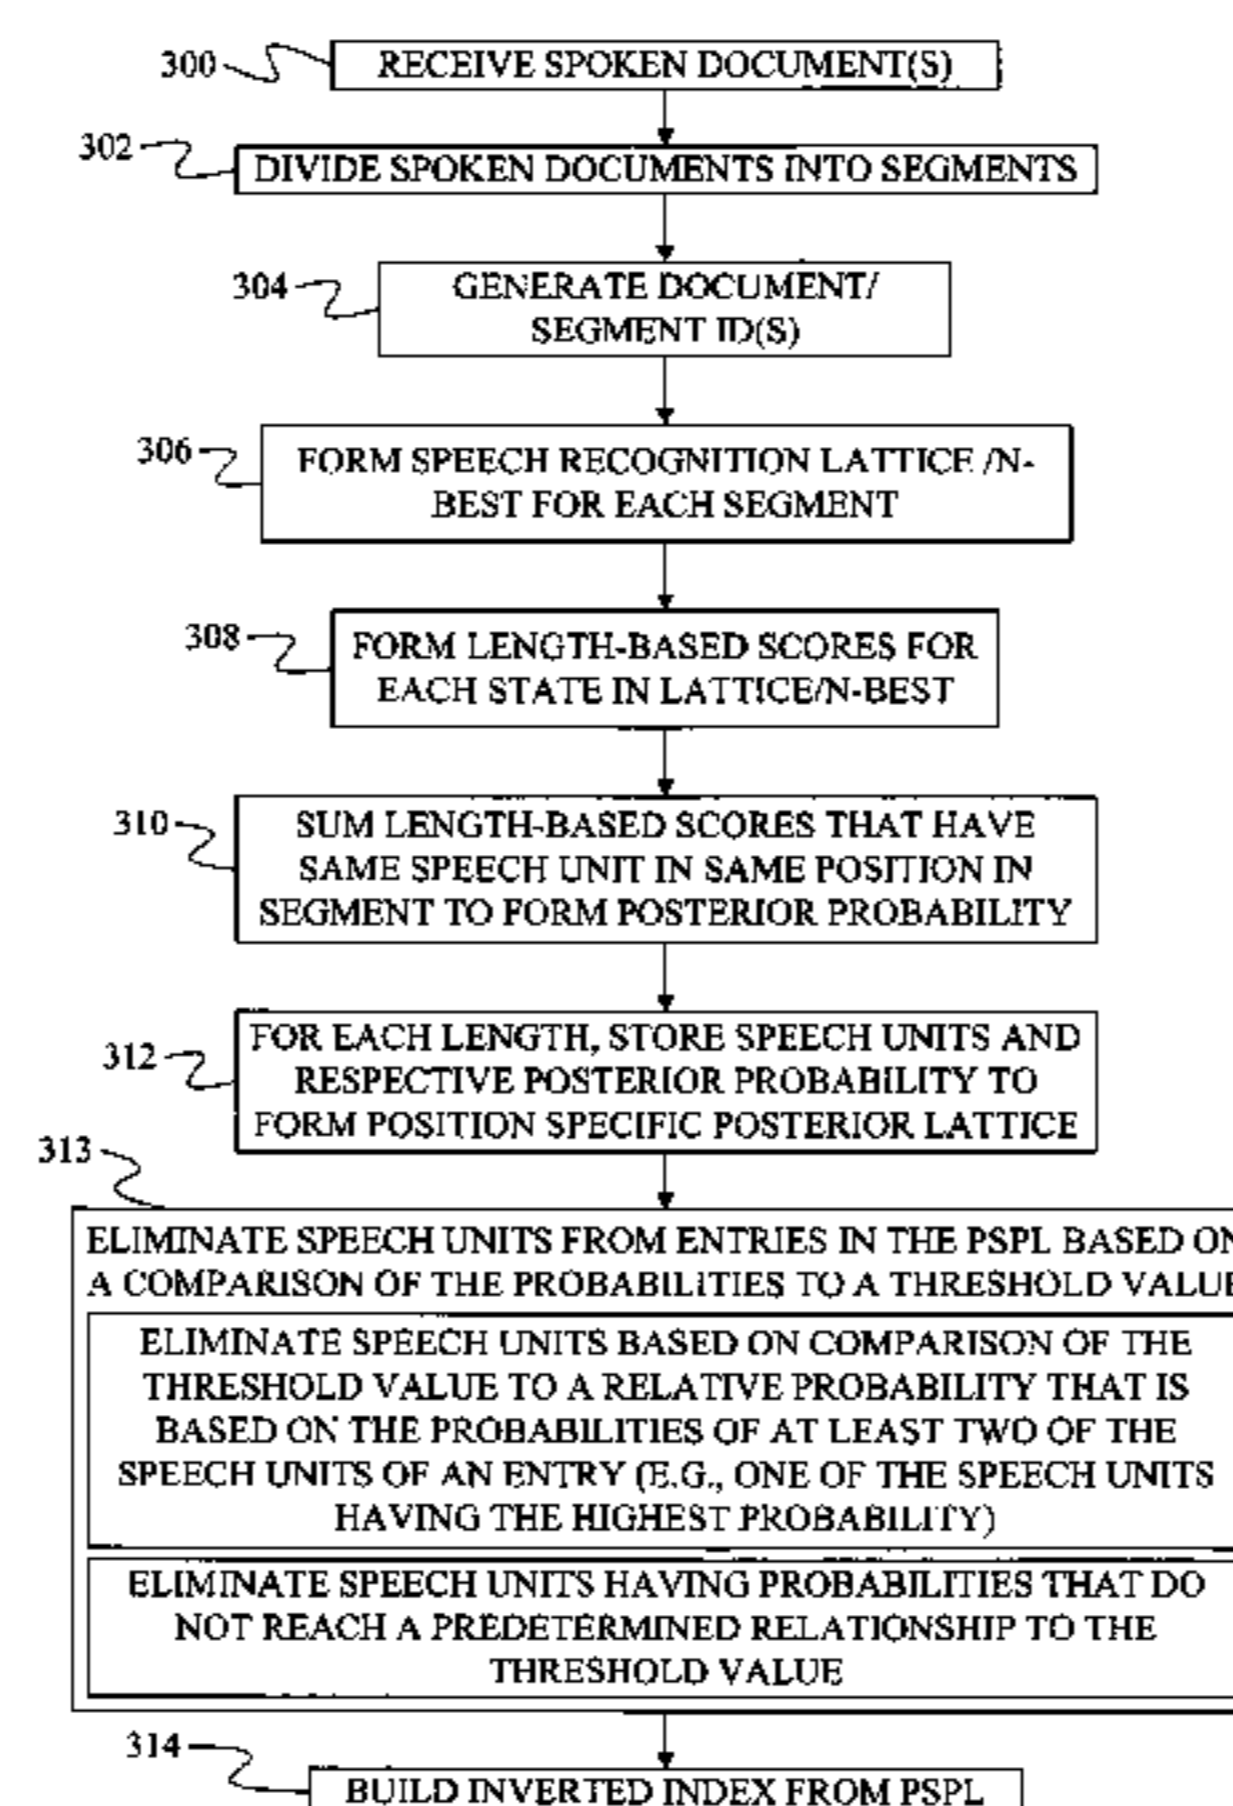 300
RECEIVE SPOKEN DOCUMENT(S)
302
DIVIDE SPOKEN DOCUMENTS INTO SEGMENTS
304
GENERATE DOCUMENT/
SEGMENT ID(S)
306
FORM SPEECH RECOGNITION LATTICE /N-
BEST FOR EACH SEGMENT
308
FORM LENGTH-BASED SCORES FOR
EACH STATE IN LATTICE/N-BEST
310
SUM LENGTH-BASED SCORES THAT HAVE
SAME SPEECH UNIT IN SAME POSITION IN
SEGMENT TO FORM POSTERIOR PROBABILITY
312
FOR EACH LENGTH, STORE SPEECH UNITS AND
RESPECTIVE POSTERIOR PROBABILITY TO
FORM POSITION SPECIFIC POSTERIOR LATTICE
313
ELIMINATE SPEECH UNITS FROM ENTRIES IN THE PSPL BASED ON
A COMPARISON OF THE PROBABILITIES TO A THRESHOLD VALUE
ELIMINATE SPEECH UNITS BASED ON COMPARISON OF THE
THRESHOLD VALUE TO A RELATIVE PROBABILITY THAT IS
BASED ON THE PROBABILITIES OF AT LEAST TWO OF THE
SPEECH UNITS OF AN ENTRY (E.G., ONE OF THE SPEECH UNITS
HAVING THE HIGHEST PROBABILITY)
ELIMINATE SPEECH UNITS HAVING PROBABILITIES THAT DO
NOT REACH A PREDETERMINED RELATIONSHIP TO THE
THRESHOLD VALUE
314
BUILD INVERTED INDEX FROM PSPL